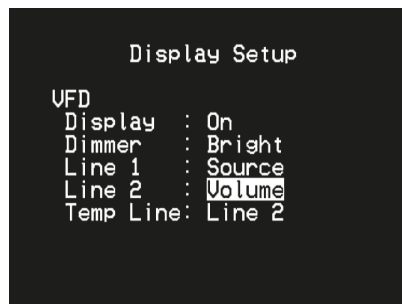 Display Setup
VFD
Display : On
Dimmer : Bright
Line 1 : Source
Line 2 : Volume
Temp Line: Line 2